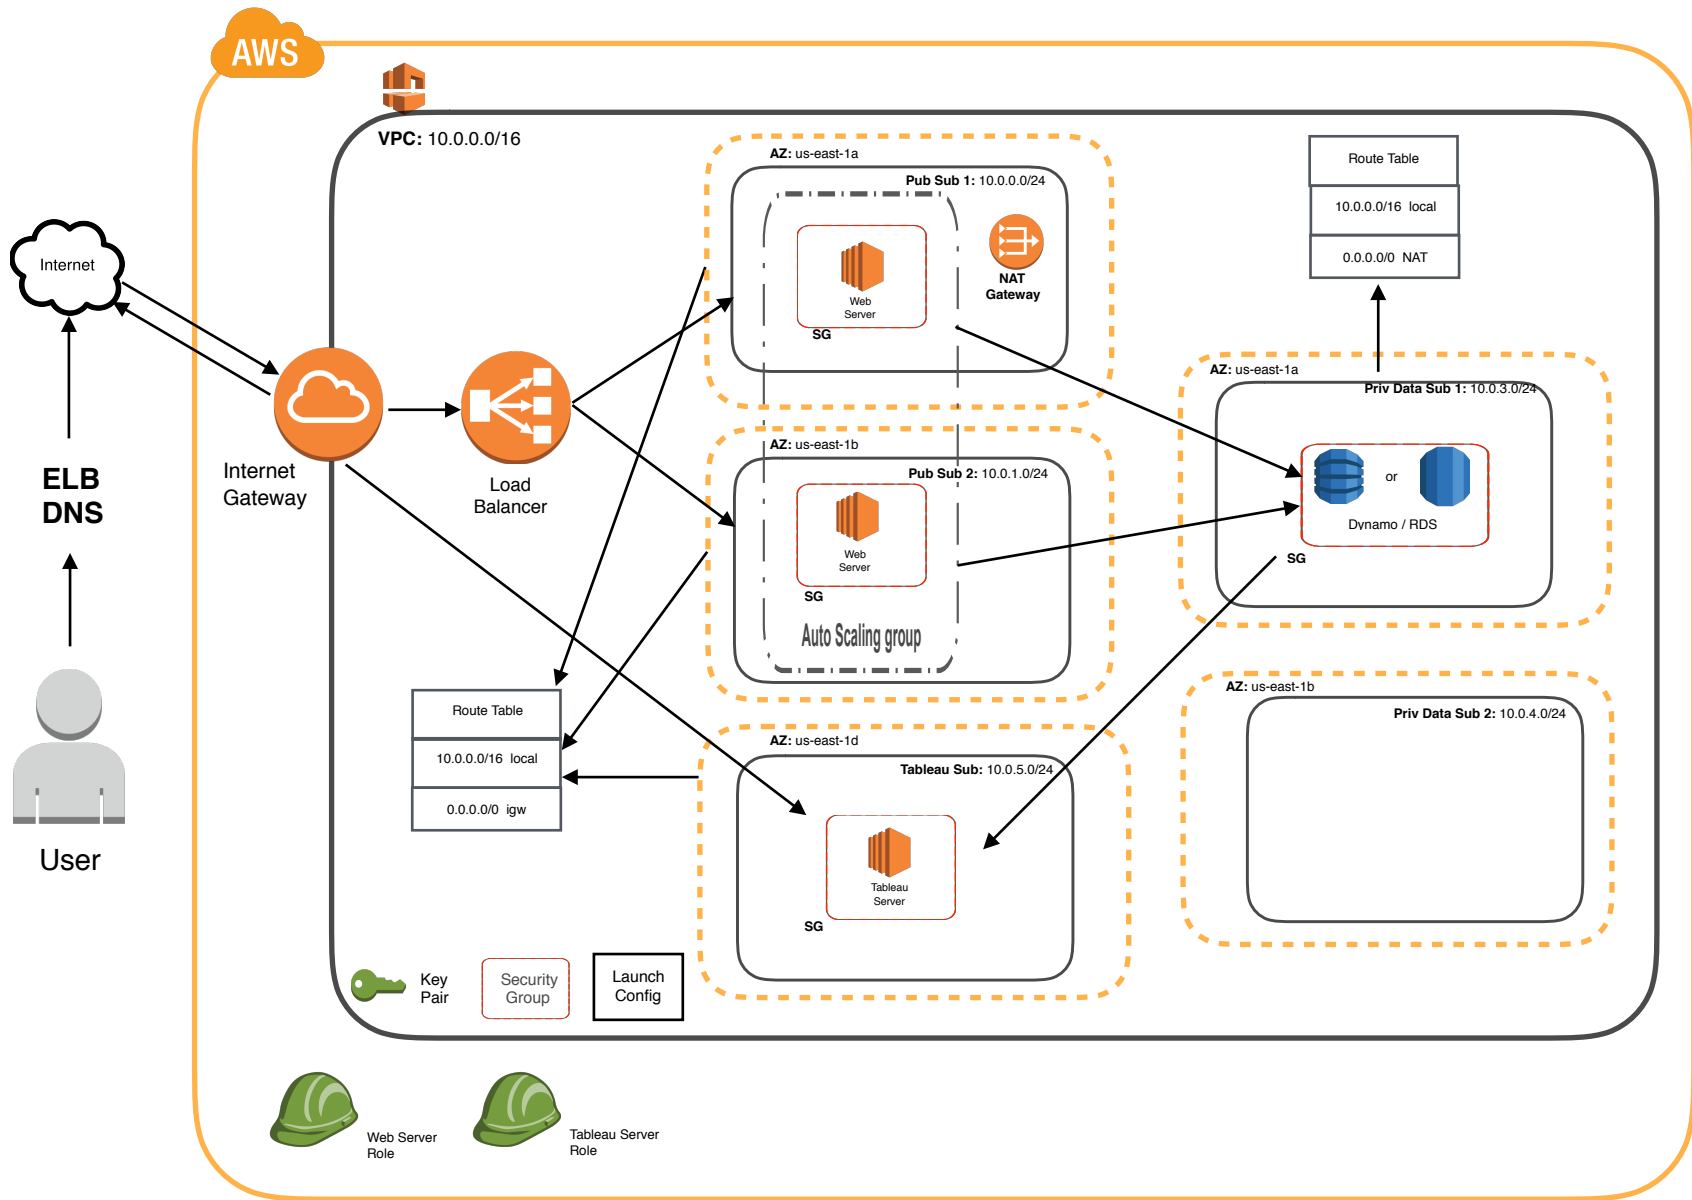 AWS
VPC: 10.0.0.0/16
AZ: us-east-1a
Pub Sub 1: 10.0.0.0/24
Web
Server
SG
NAT
Gateway
Route Table
10.0.0.0/16 local
0.0.0.0/0 NAT
Internet
ELB
DNS
User
Internet
Gateway
Load
Balancer
AZ: us-east-1b
Pub Sub 2: 10.0.1.0/24
Web
Server
SG
Auto Scaling group
AZ: us-east-1a
Priv Data Sub 1: 10.0.3.0/24
or
Dynamo / RDS
SG
AZ: us-east-1b
Priv Data Sub 2: 10.0.4.0/24
Route Table
10.0.0.0/16 local
0.0.0.0/0 igw
AZ: us-east-1d
Tableau Sub: 10.0.5.0/24
Tableau
Server
SG
Key
Pair
Security
Group
Launch
Config
Web Server
Role
Tableau Server
Role